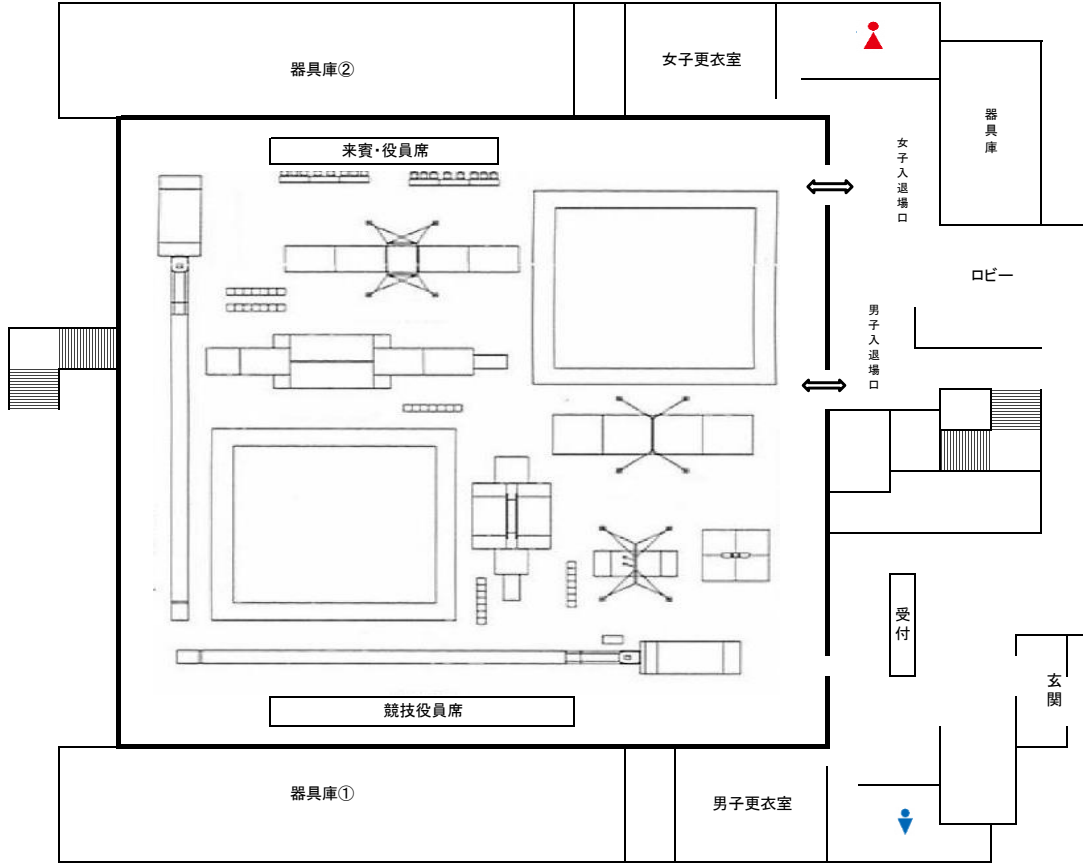 器具庫②
女子更衣室
器具庫
来賓・役員席
女子入退場口
ロビー
男子入退場口
受付
玄関
競技役員席
器具庫①
男子更衣室